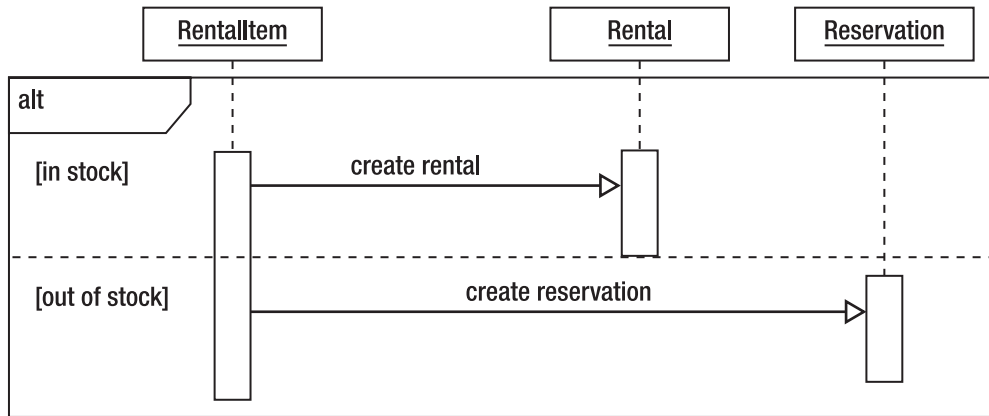 RentalItem
Rental
Reservation
alt
[in stock]
create rental
[out of stock]
create reservation